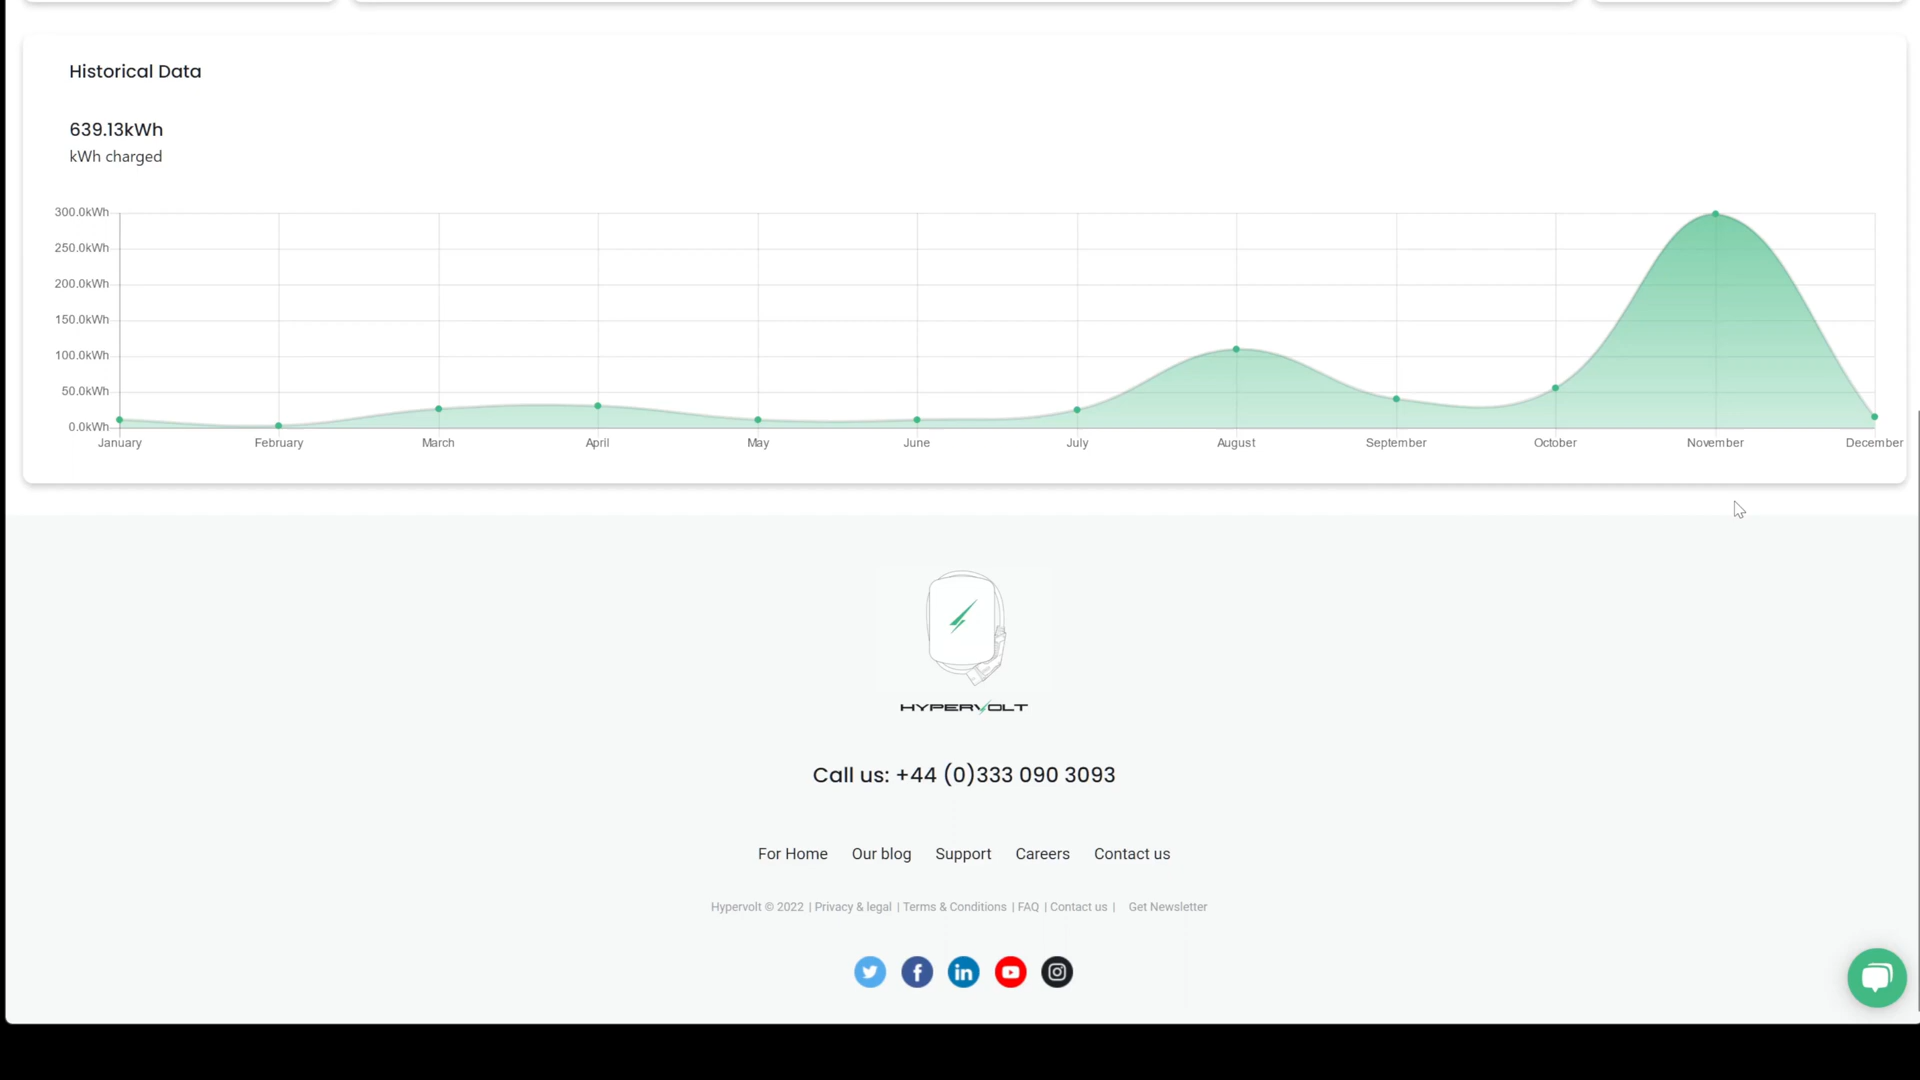 Historical Data
639.13kWh
kWh charged
300.0kWh
250.0kWh
200.0kWh
150.0kWh
100.0kWh
50.0kWh
0.0kWh
January February March April May June July August September October November December
HYPERVOLT
Call us: +44 (0)333 090 3093
For Home Our blog Support Careers Contact us
Hypervolt © 2022 | Privacy & legal | Terms & Conditions | FAQ | Contact us | Get Newsletter